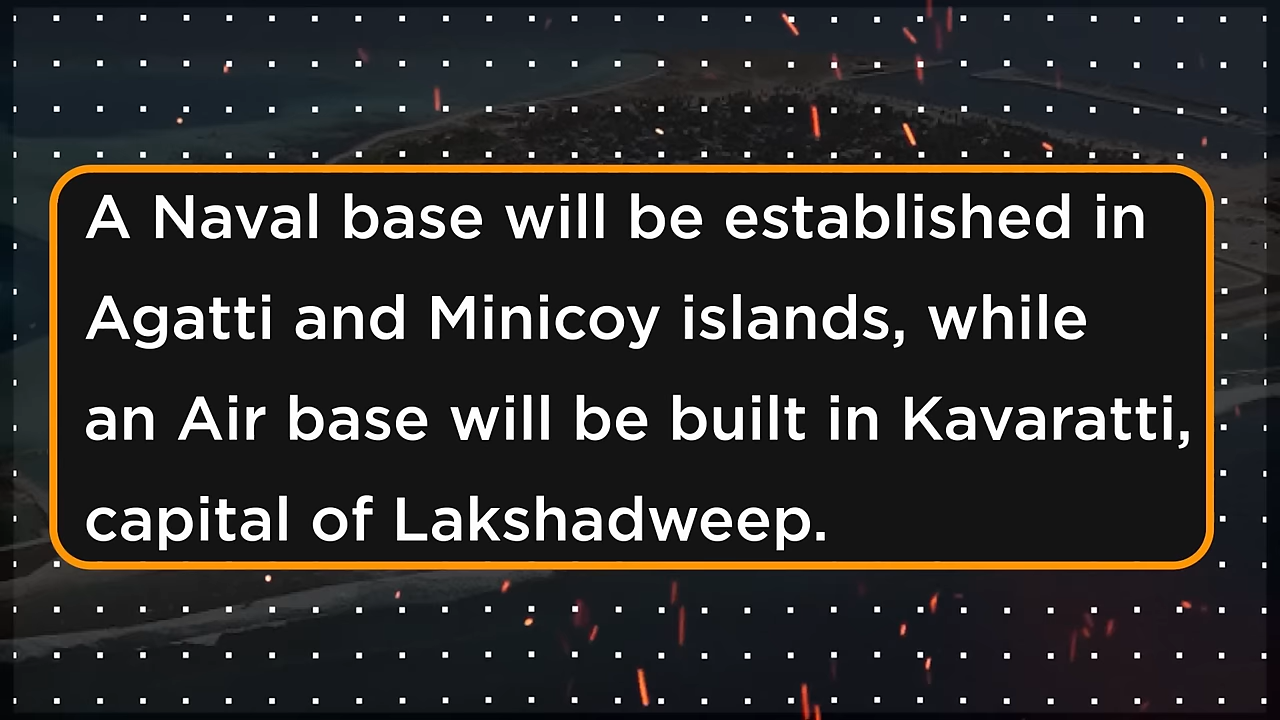 A Naval base will be established in
Agatti and Minicoy islands, while
an Air base will be built in Kavaratti,
capital of Lakshadweep.